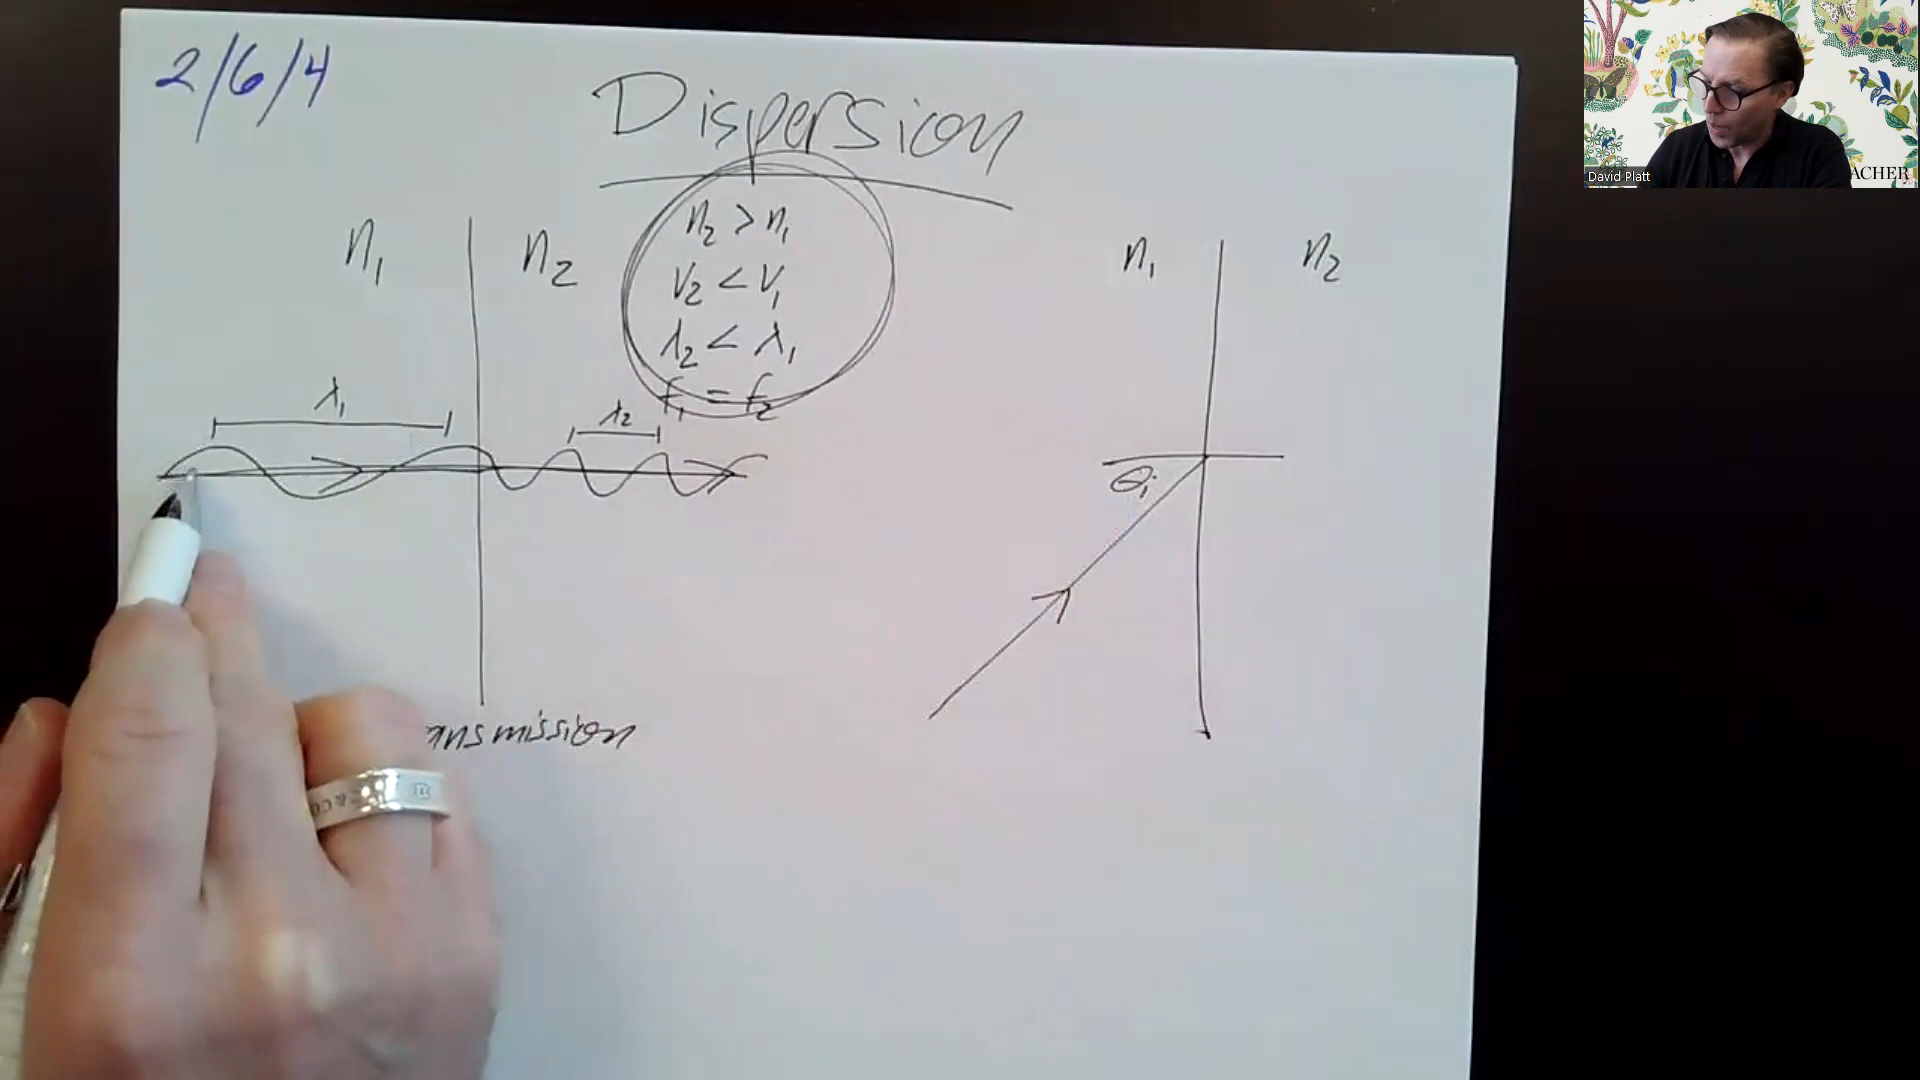 2/6/4
Dispersion
n₁
n₂
n₂ > n₁
v₂ < v₁
λ₂ < λ₁
f₁ = f₂
λ₁
λ₂
ansmission
n₁
n₂
θᵢ
David Platt
ACHER